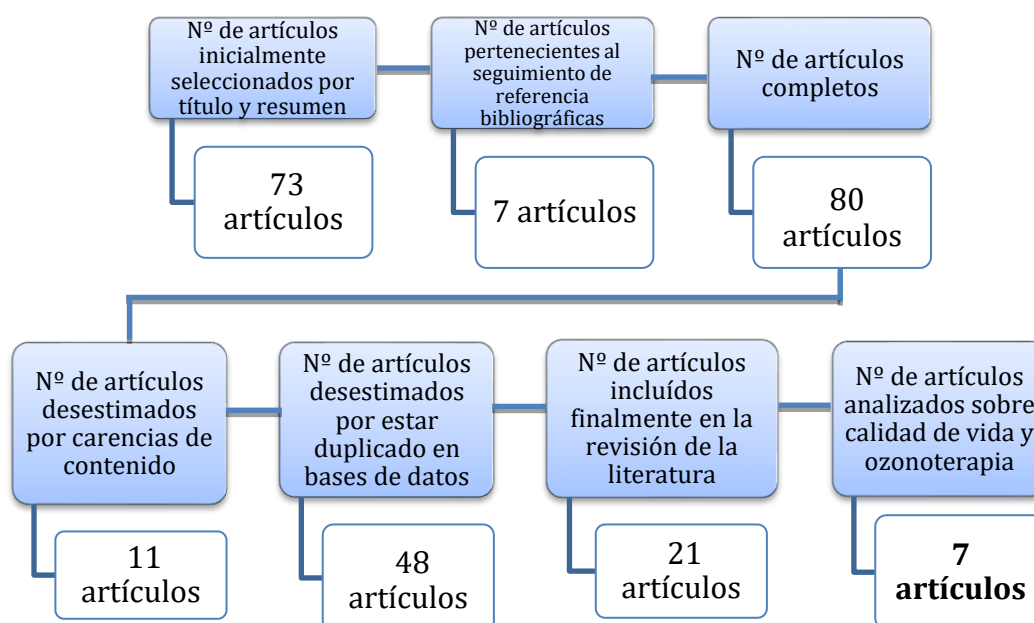 Nº de artículos
inicialmente
seleccionados por
título y resumen
73
artículos
Nº de artículos
pertenecientes al
seguimiento de
referencia
bibliográficas
7 artículos
Nº de artículos
completos
80
artículos
Nº de artículos
desestimados
por carencias de
contenido
11
artículos
Nº de artículos
desestimados
por estar
duplicado en
bases de datos
48
artículos
Nº de artículos
incluídos
finalmente en la
revisión de la
literatura
21
artículos
Nº de artículos
analizados sobre
calidad de vida y
ozonoterapia
7
artículos